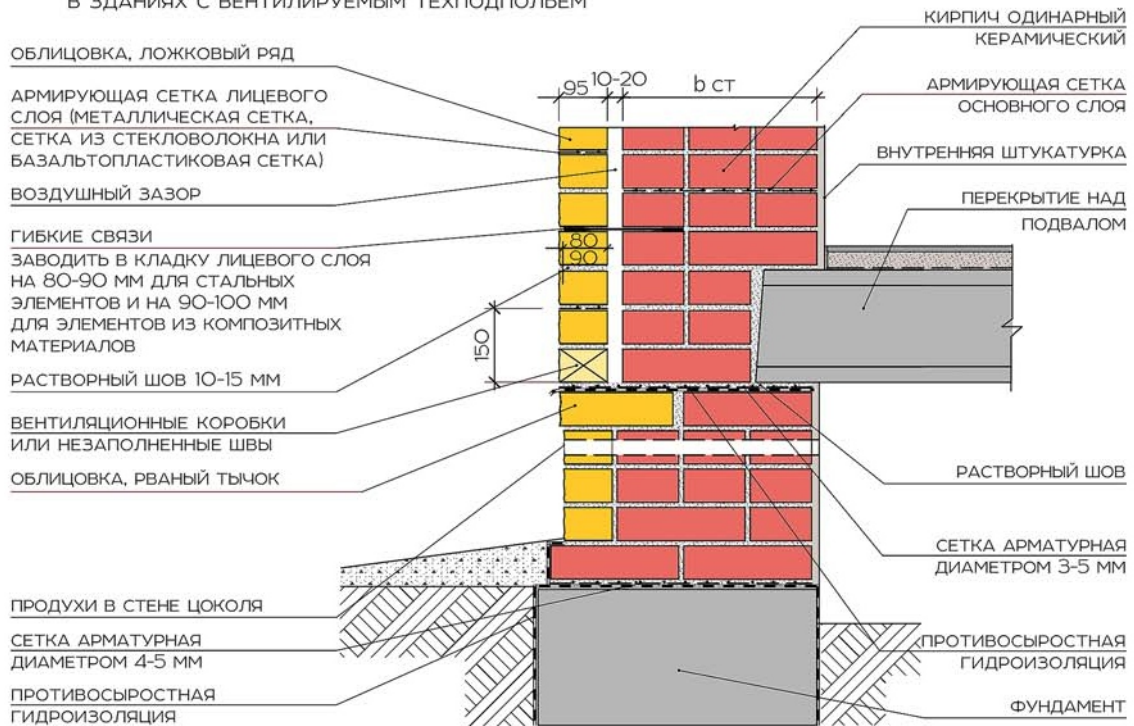 В ЗДАНИЯХ С ВЕНТИЛИРУЕМЫМ ТЕХПОДПОЛЬЕМ
ОБЛИЦОВКА, ЛОЖКОВЫЙ РЯД
АРМИРУЮЩАЯ СЕТКА ЛИЦЕВОГО
СЛОЯ (МЕТАЛЛИЧЕСКАЯ СЕТКА,
СЕТКА ИЗ СТЕКЛОВОЛОКНА ИЛИ
БАЗАЛЬТОПЛАСТИКОВАЯ СЕТКА)
ВОЗДУШНЫЙ ЗАЗОР
ГИБКИЕ СВЯЗИ
ЗАВОДИТЬ В КЛАДКУ ЛИЦЕВОГО СЛОЯ
НА 80-90 ММ ДЛЯ СТАЛЬНЫХ
ЭЛЕМЕНТОВ И НА 90-100 ММ
ДЛЯ ЭЛЕМЕНТОВ ИЗ КОМПОЗИТНЫХ
МАТЕРИАЛОВ
РАСТВОРНЫЙ ШОВ 10-15 ММ
ВЕНТИЛЯЦИОННЫЕ КОРОБКИ
ИЛИ НЕЗАПОЛНЕННЫЕ ШВЫ
ОБЛИЦОВКА, РВАНЫЙ ТЫЧОК
ПРОДУХИ В СТЕНЕ ЦОКОЛЯ
СЕТКА АРМАТУРНАЯ
ДИАМЕТРОМ 4-5 ММ
ПРОТИВОСЫРОСТНАЯ
ГИДРОИЗОЛЯЦИЯ
95
10-20
b СТ
80
90
150
КИРПИЧ ОДИНАРНЫЙ
КЕРАМИЧЕСКИЙ
АРМИРУЮЩАЯ СЕТКА
ОСНОВНОГО СЛОЯ
ВНУТРЕННЯЯ ШТУКАТУРКА
ПЕРЕКРЫТИЕ НАД
ПОДВАЛОМ
РАСТВОРНЫЙ ШОВ
СЕТКА АРМАТУРНАЯ
ДИАМЕТРОМ 3-5 ММ
ПРОТИВОСЫРОСТНАЯ
ГИДРОИЗОЛЯЦИЯ
ФУНДАМЕНТ